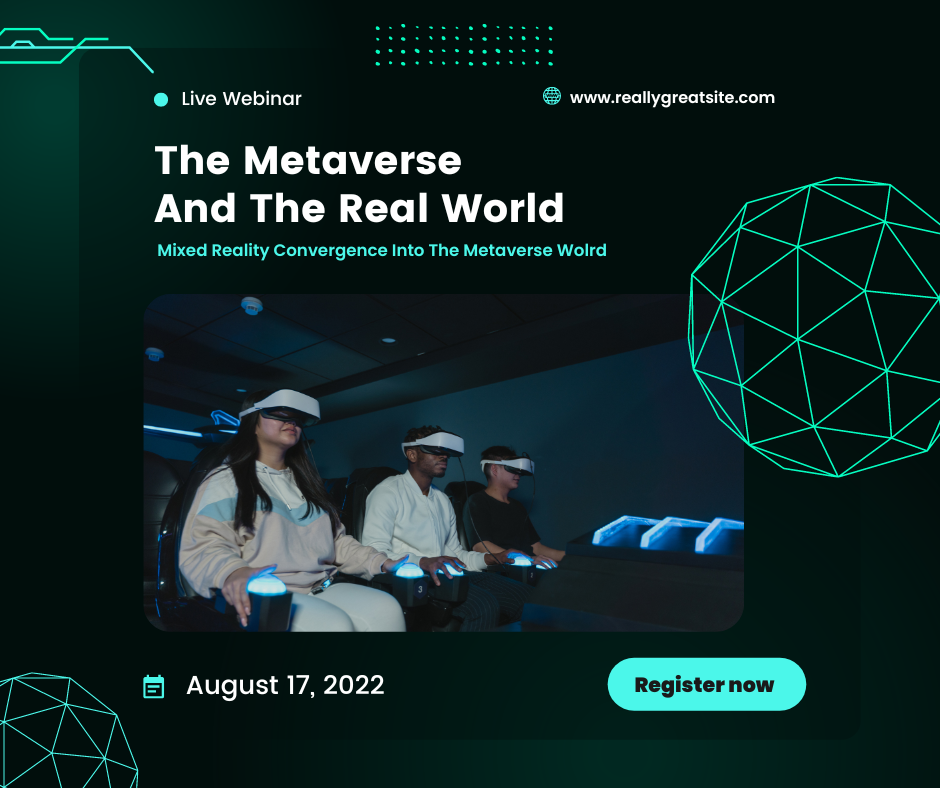 Live Webinar
www.reallygreatsite.com
The Metaverse
And The Real World
Mixed Reality Convergence Into The Metaverse Wolrd
3
August 17, 2022
Register now